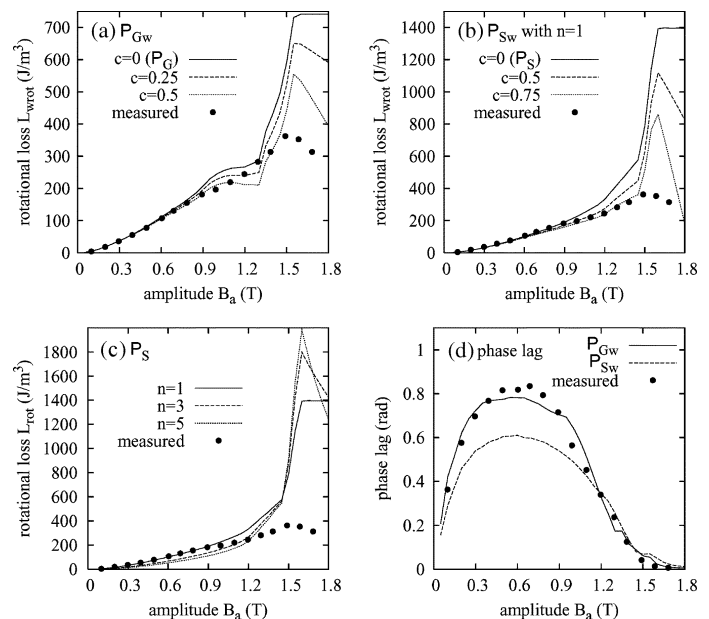 (a) P_Gw
c=0 (P_G)
c=0.25
c=0.5
measured
rotational loss L_wrot (J/m³)
700
600
500
400
300
200
100
0
0 0.3 0.6 0.9 1.2 1.5 1.8
amplitude B_a (T)
(b) P_Sw with n=1
c=0 (P_S)
c=0.5
c=0.75
measured
rotational loss L_wrot (J/m³)
1400
1200
1000
800
600
400
200
0
0 0.3 0.6 0.9 1.2 1.5 1.8
amplitude B_a (T)
(c) P_S
n=1
n=3
n=5
measured
rotational loss L_rot (J/m³)
1800
1600
1400
1200
1000
800
600
400
200
0
0 0.3 0.6 0.9 1.2 1.5 1.8
amplitude B_a (T)
(d) phase lag
P_Gw
P_Sw
measured
phase lag (rad)
1
0.8
0.6
0.4
0.2
0
0 0.3 0.6 0.9 1.2 1.5 1.8
amplitude B_a (T)